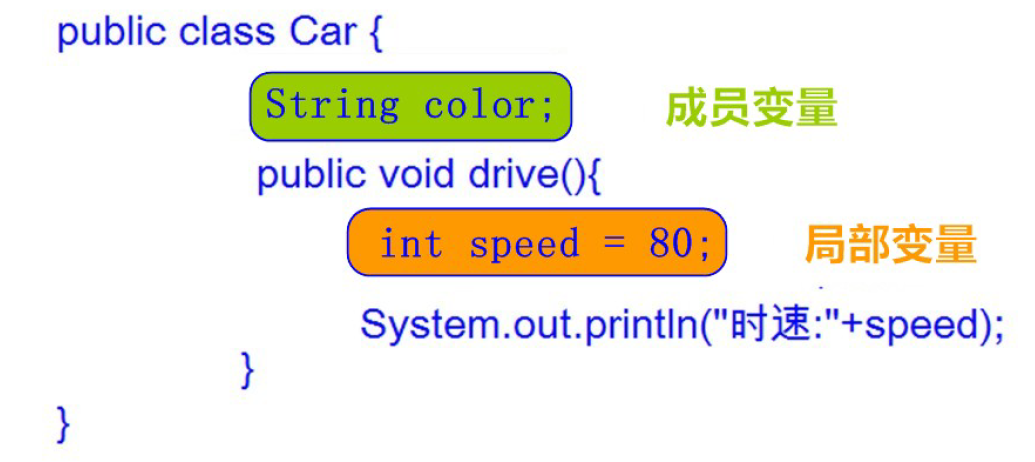 public class Car {
String color; 成员变量
public void drive(){
int speed = 80; 局部变量
System.out.println("时速:"+speed);
}
}